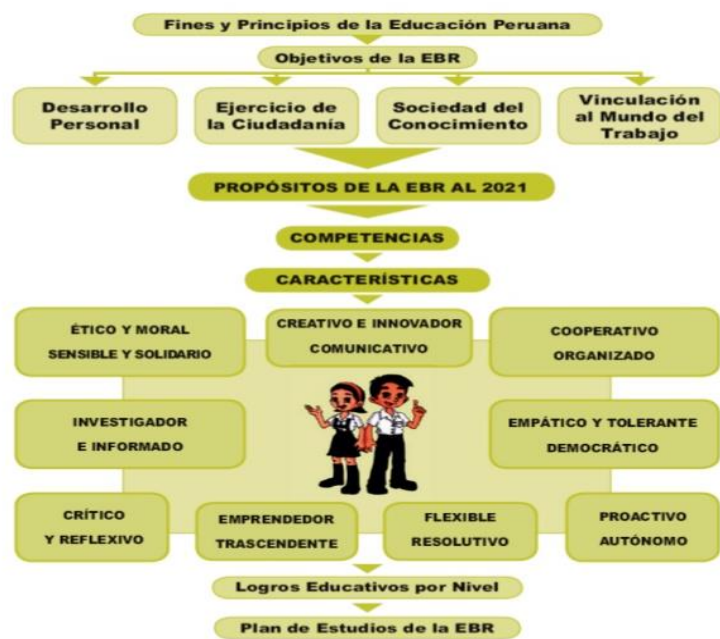 Fines y Principios de la Educación Peruana
Objetivos de la EBR
Desarrollo
Personal
Ejercicio de
la Ciudadanía
Sociedad del
Conocimiento
Vinculación
al Mundo del
Trabajo
PROPÓSITOS DE LA EBR AL 2021
COMPETENCIAS
CARACTERÍSTICAS
ÉTICO Y MORAL
SENSIBLE Y SOLIDARIO
CREATIVO E INNOVADOR
COMUNICATIVO
COOPERATIVO
ORGANIZADO
INVESTIGADOR
E INFORMADO
EMPÁTICO Y TOLERANTE
DEMOCRÁTICO
CRÍTICO
Y REFLEXIVO
EMPRENDEDOR
TRASCENDENTE
FLEXIBLE
RESOLUTIVO
PROACTIVO
AUTÓNOMO
Logros Educativos por Nivel
Plan de Estudios de la EBR